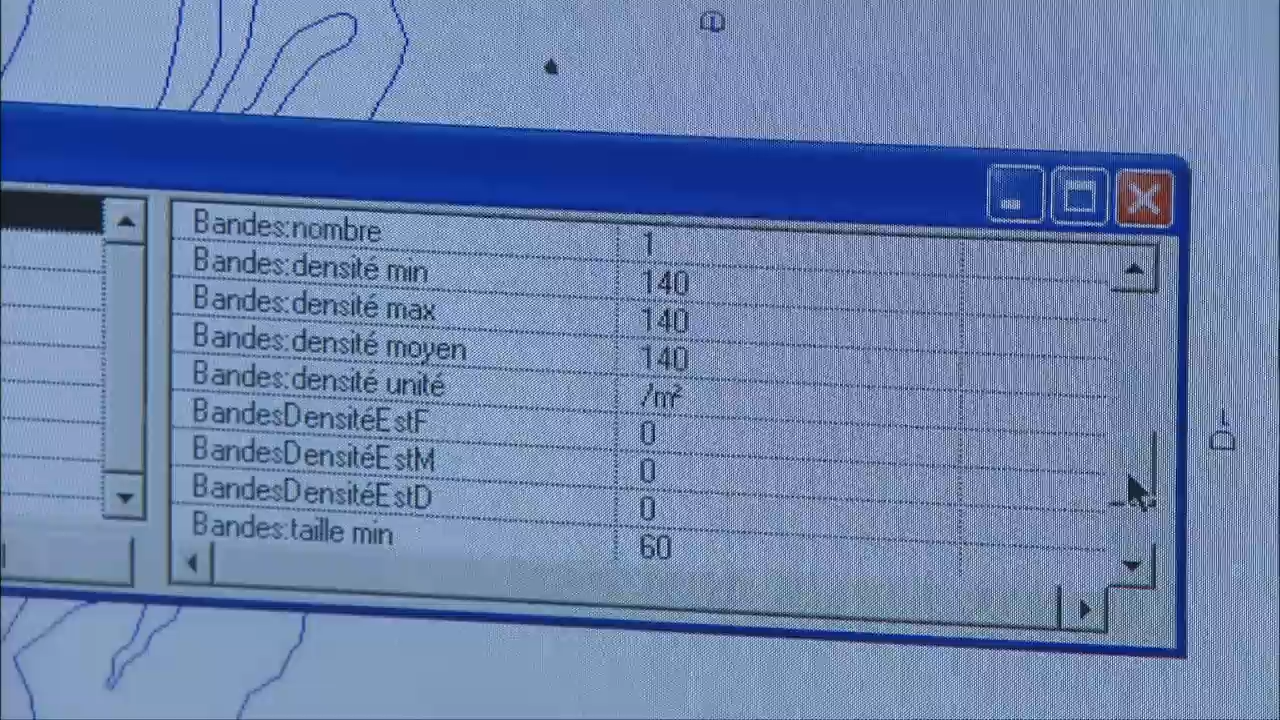 Bandes:nombre 1
Bandes:densité min 140
Bandes:densité max 140
Bandes:densité moyen 140
Bandes:densité unité /m²
BandesDensitéEstF 0
BandesDensitéEstM 0
BandesDensitéEstD 0
Bandes:taille min 60